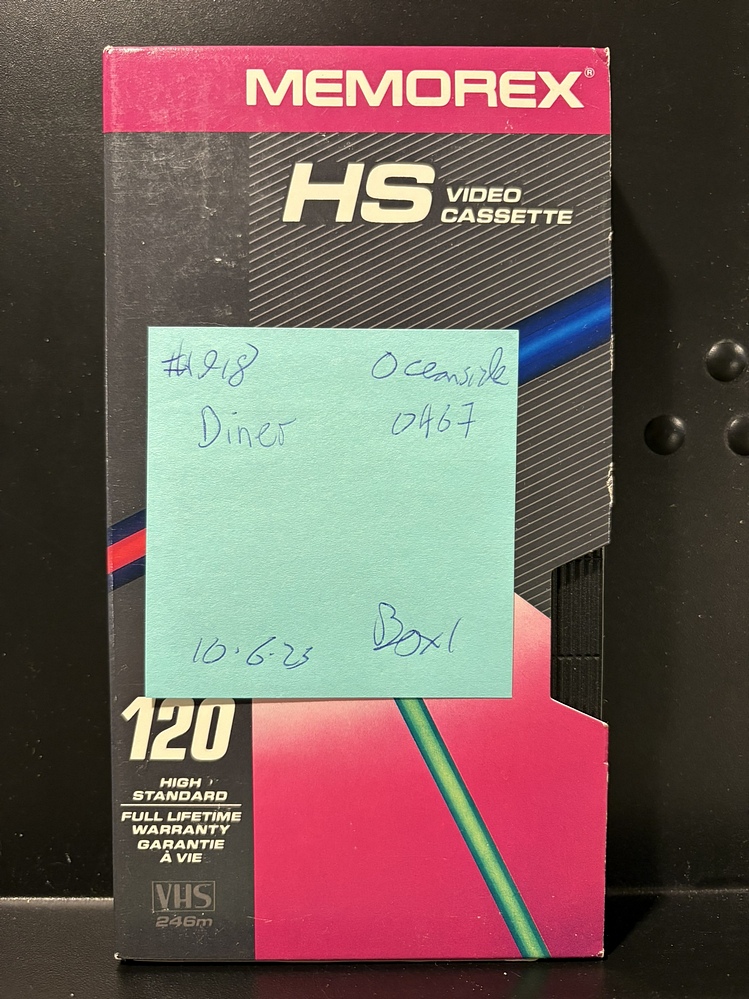 MEMOREX®
HS VIDEO
CASSETTE
#1918 Oceanside
Diner 0467
10·6·23 Box 1
120
HIGH
STANDARD
FULL LIFETIME
WARRANTY
GARANTIE
À VIE
VHS
246m